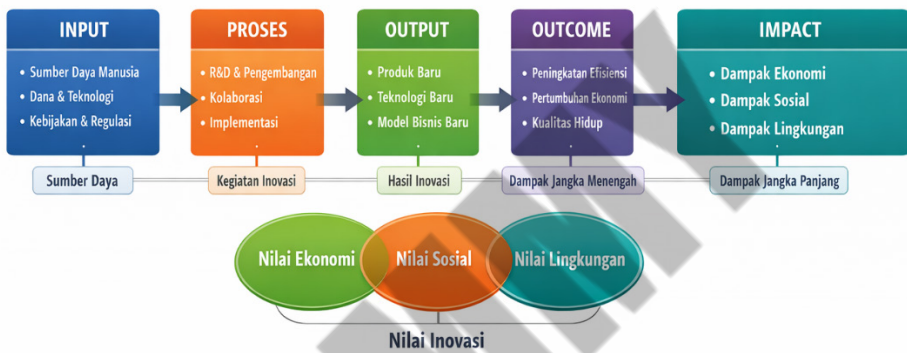 INPUT
• Sumber Daya Manusia
• Dana & Teknologi
• Kebijakan & Regulasi
Sumber Daya
PROSES
• R&D & Pengembangan
• Kolaborasi
• Implementasi
Kegiatan Inovasi
OUTPUT
• Produk Baru
• Teknologi Baru
• Model Bisnis Baru
Hasil Inovasi
OUTCOME
• Peningkatan Efisiensi
• Pertumbuhan Ekonomi
• Kualitas Hidup
Dampak Jangka Menengah
IMPACT
• Dampak Ekonomi
• Dampak Sosial
• Dampak Lingkungan
Dampak Jangka Panjang
Nilai Ekonomi
Nilai Sosial
Nilai Lingkungan
Nilai Inovasi